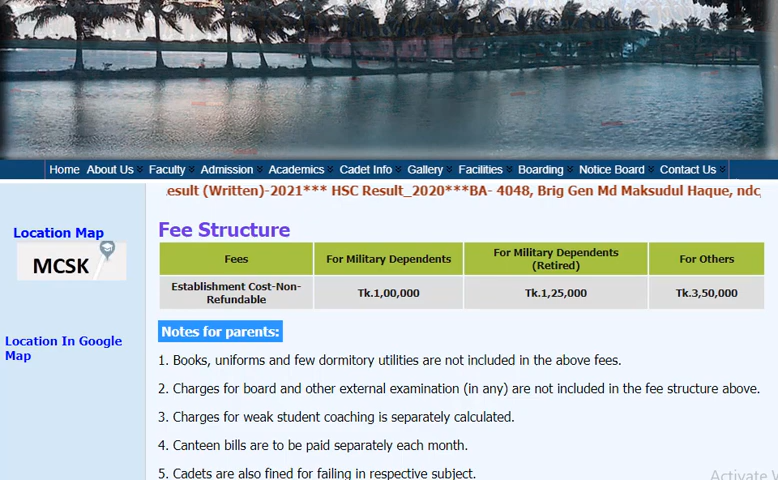 Home About Us Faculty Admission Academics Cadet Info Gallery Facilities Boarding Notice Board Contact Us
esult (Written)-2021*** HSC Result_2020***BA- 4048, Brig Gen Md Maksudul Haque, ndc,
Location Map
MCSK
Location In Google
Map
Fee Structure
Fees For Military Dependents For Military Dependents (Retired) For Others
Establishment Cost-Non-Refundable Tk.1,00,000 Tk.1,25,000 Tk.3,50,000
Notes for parents:
1. Books, uniforms and few dormitory utilities are not included in the above fees.
2. Charges for board and other external examination (in any) are not included in the fee structure above.
3. Charges for weak student coaching is separately calculated.
4. Canteen bills are to be paid separately each month.
5. Cadets are also fined for failing in respective subject.
Activate W